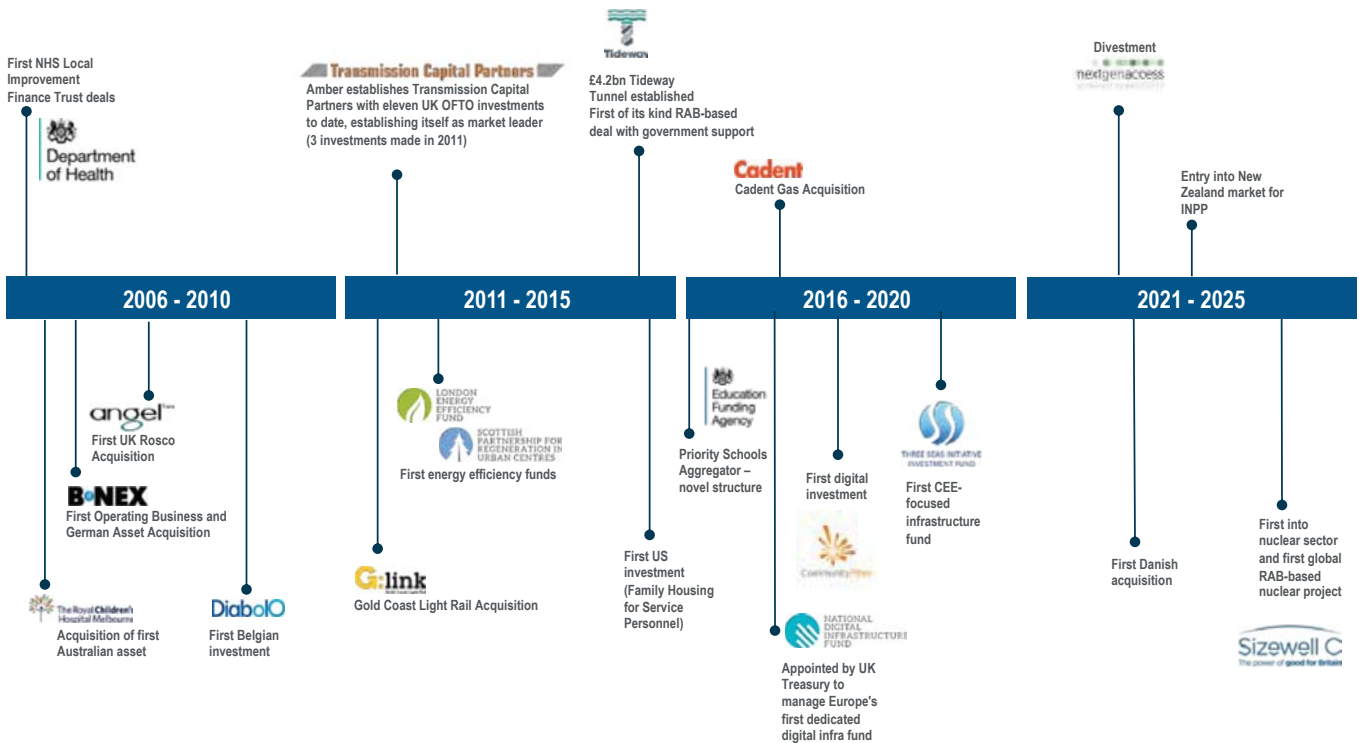 First NHS Local
Improvement
Finance Trust deals
Department
of Health
Transmission Capital Partners
Amber establishes Transmission Capital
Partners with eleven UK OFTO investments
to date, establishing itself as market leader
(3 investments made in 2011)
Tideway
£4.2bn Tideway
Tunnel established
First of its kind RAB-based
deal with government support
Cadent
Cadent Gas Acquisition
Divestment
nextgenaccess
Entry into New
Zealand market for
INPP
2006 - 2010
2011 - 2015
2016 - 2020
2021 - 2025
angel
First UK Rosco
Acquisition
BONEX
First Operating Business and
German Asset Acquisition
The Royal Children's
Hospital Melbourne
Acquisition of first
Australian asset
DiabolO
First Belgian
investment
LONDON
ENERGY
EFFICIENCY
FUND
SCOTTISH
PARTNERSHIP FOR
REGENERATION IN
URBAN CENTRES
First energy efficiency funds
G:link
Gold Coast Light Rail Acquisition
First US
investment
(Family Housing
for Service
Personnel)
Education
Funding
Agency
Priority Schools
Aggregator –
novel structure
First digital
investment
CommunityFibre
NATIONAL
DIGITAL
INFRASTRUCTURE
FUND
Appointed by UK
Treasury to
manage Europe's
first dedicated
digital infra fund
THREE SEAS INITIATIVE
INVESTMENT FUND
First CEE-
focused
infrastructure
fund
First Danish
acquisition
First into
nuclear sector
and first global
RAB-based
nuclear project
Sizewell C
The power of good for Britain